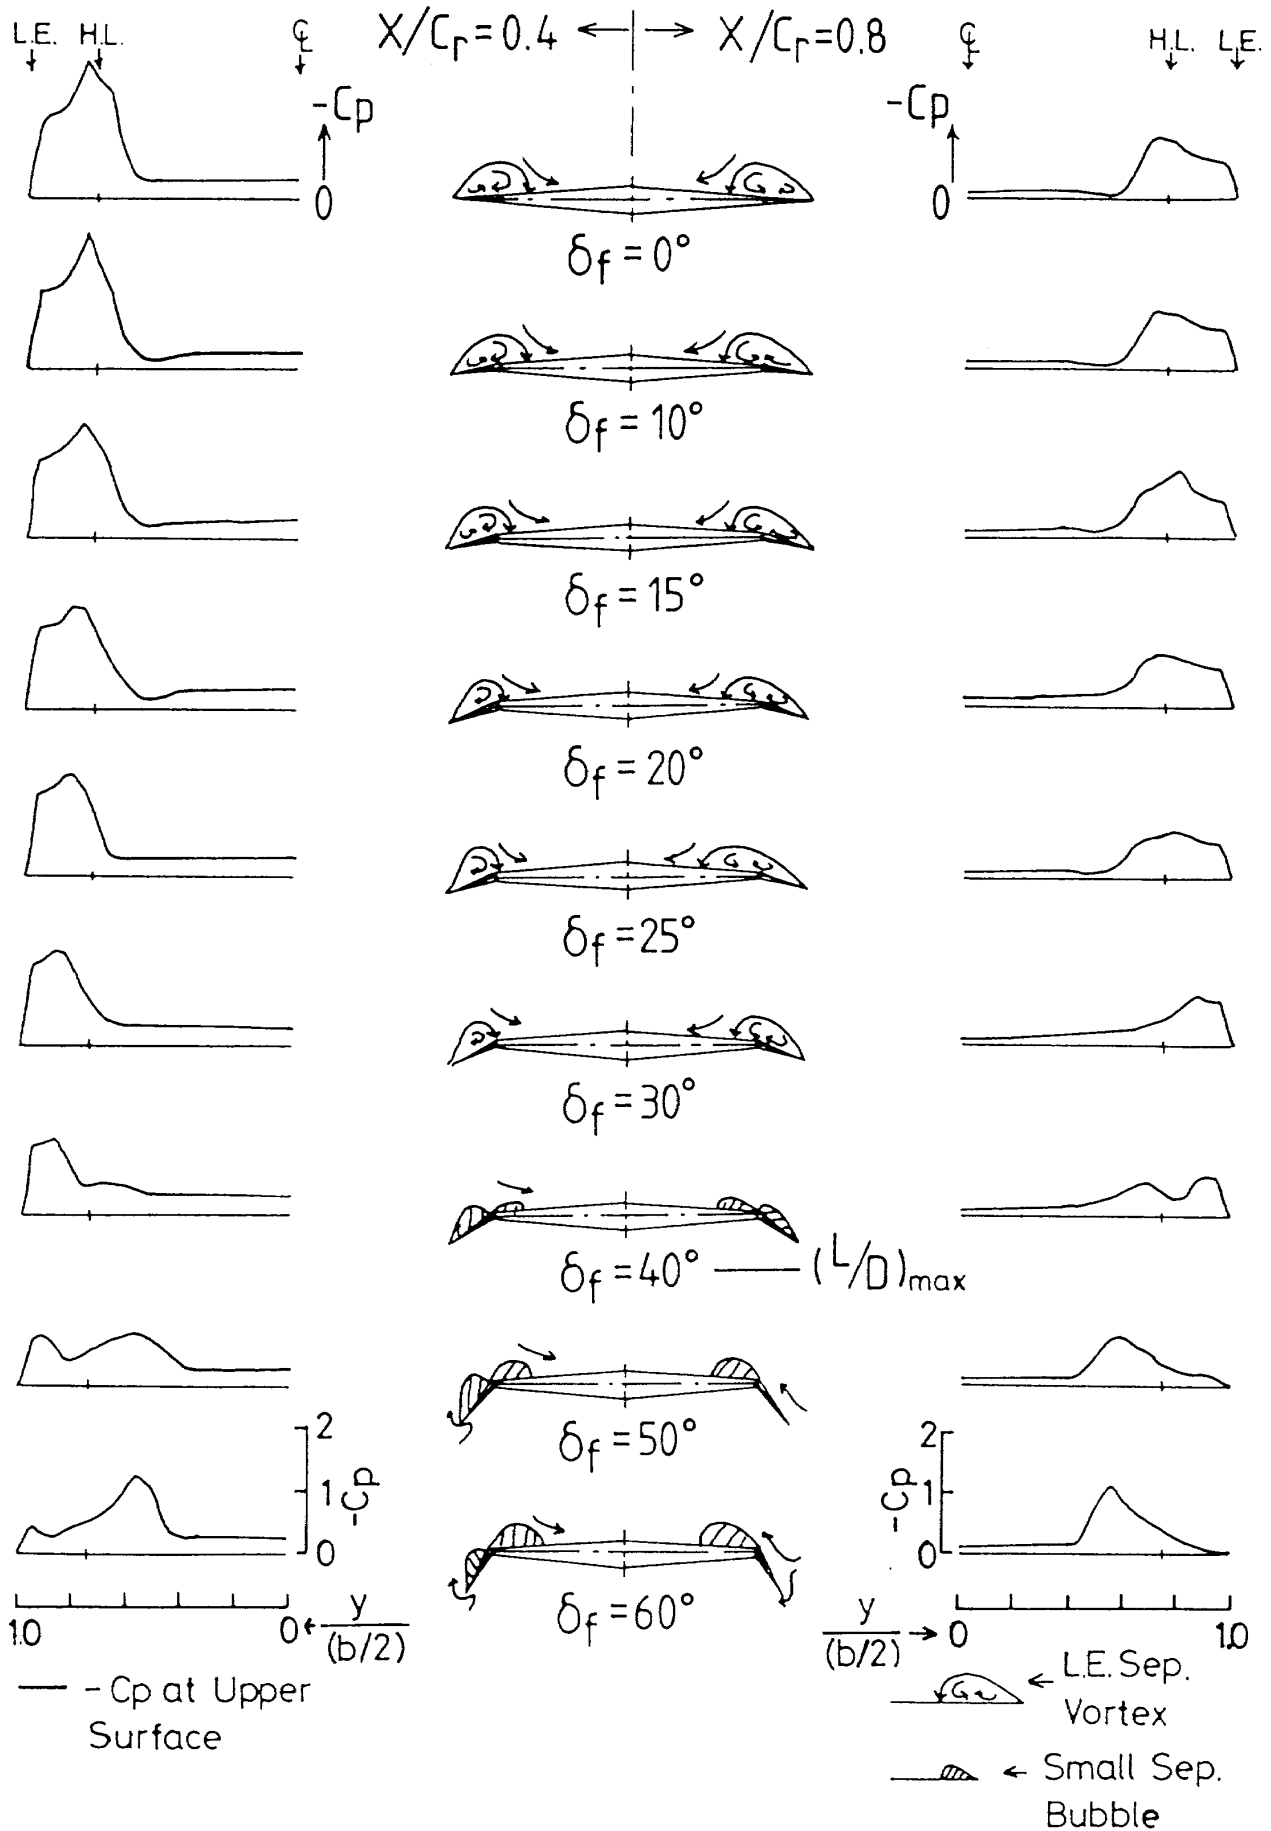 X/Cr=0.4 X/Cr=0.8
L.E. H.L. ℄
℄ H.L. L.E.
-Cp
0
-Cp
0
δf = 0°
δf = 10°
δf = 15°
δf = 20°
δf = 25°
δf = 30°
δf = 40° (L/D)max
δf = 50°
2
1
0
-Cp
2
1
0
-Cp
δf = 60°
1.0 0 y/(b/2)
y/(b/2) 0 1.0
-Cp at Upper
Surface
L.E. Sep.
Vortex
Small Sep.
Bubble